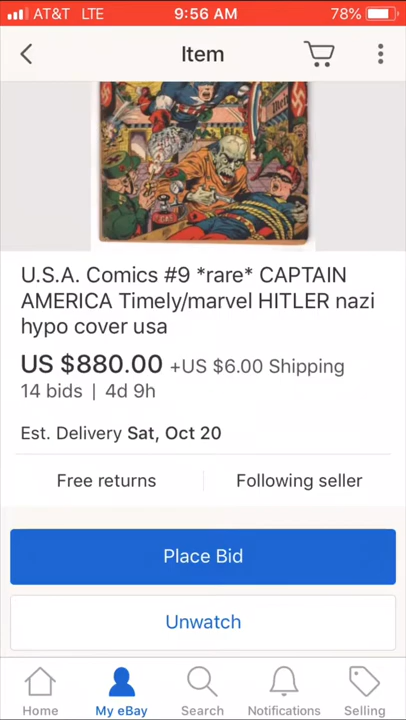 AT&T LTE 9:56 AM 78%
Item
U.S.A. Comics #9 *rare* CAPTAIN
AMERICA Timely/marvel HITLER nazi
hypo cover usa
US $880.00 +US $6.00 Shipping
14 bids | 4d 9h
Est. Delivery Sat, Oct 20
Free returns Following seller
Place Bid
Unwatch
Home My eBay Search Notifications Selling